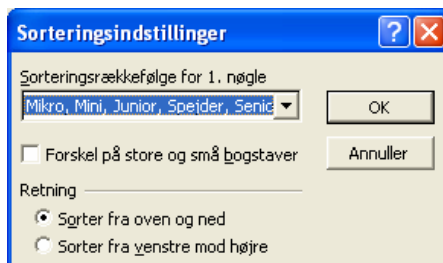 Sorteringsindstillinger
Sorteringsrækkefølge for 1. nøgle
Mikro, Mini, Junior, Spejder, Senic
OK
Forskel på store og små bogstaver
Annuller
Retning
Sorter fra oven og ned
Sorter fra venstre mod højre